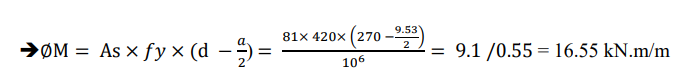 ➔ØM = As × fy × (d − a/2) = 81× 420× (270 − 9.53/2) / 10⁶ = 9.1 /0.55 = 16.55 kN.m/m